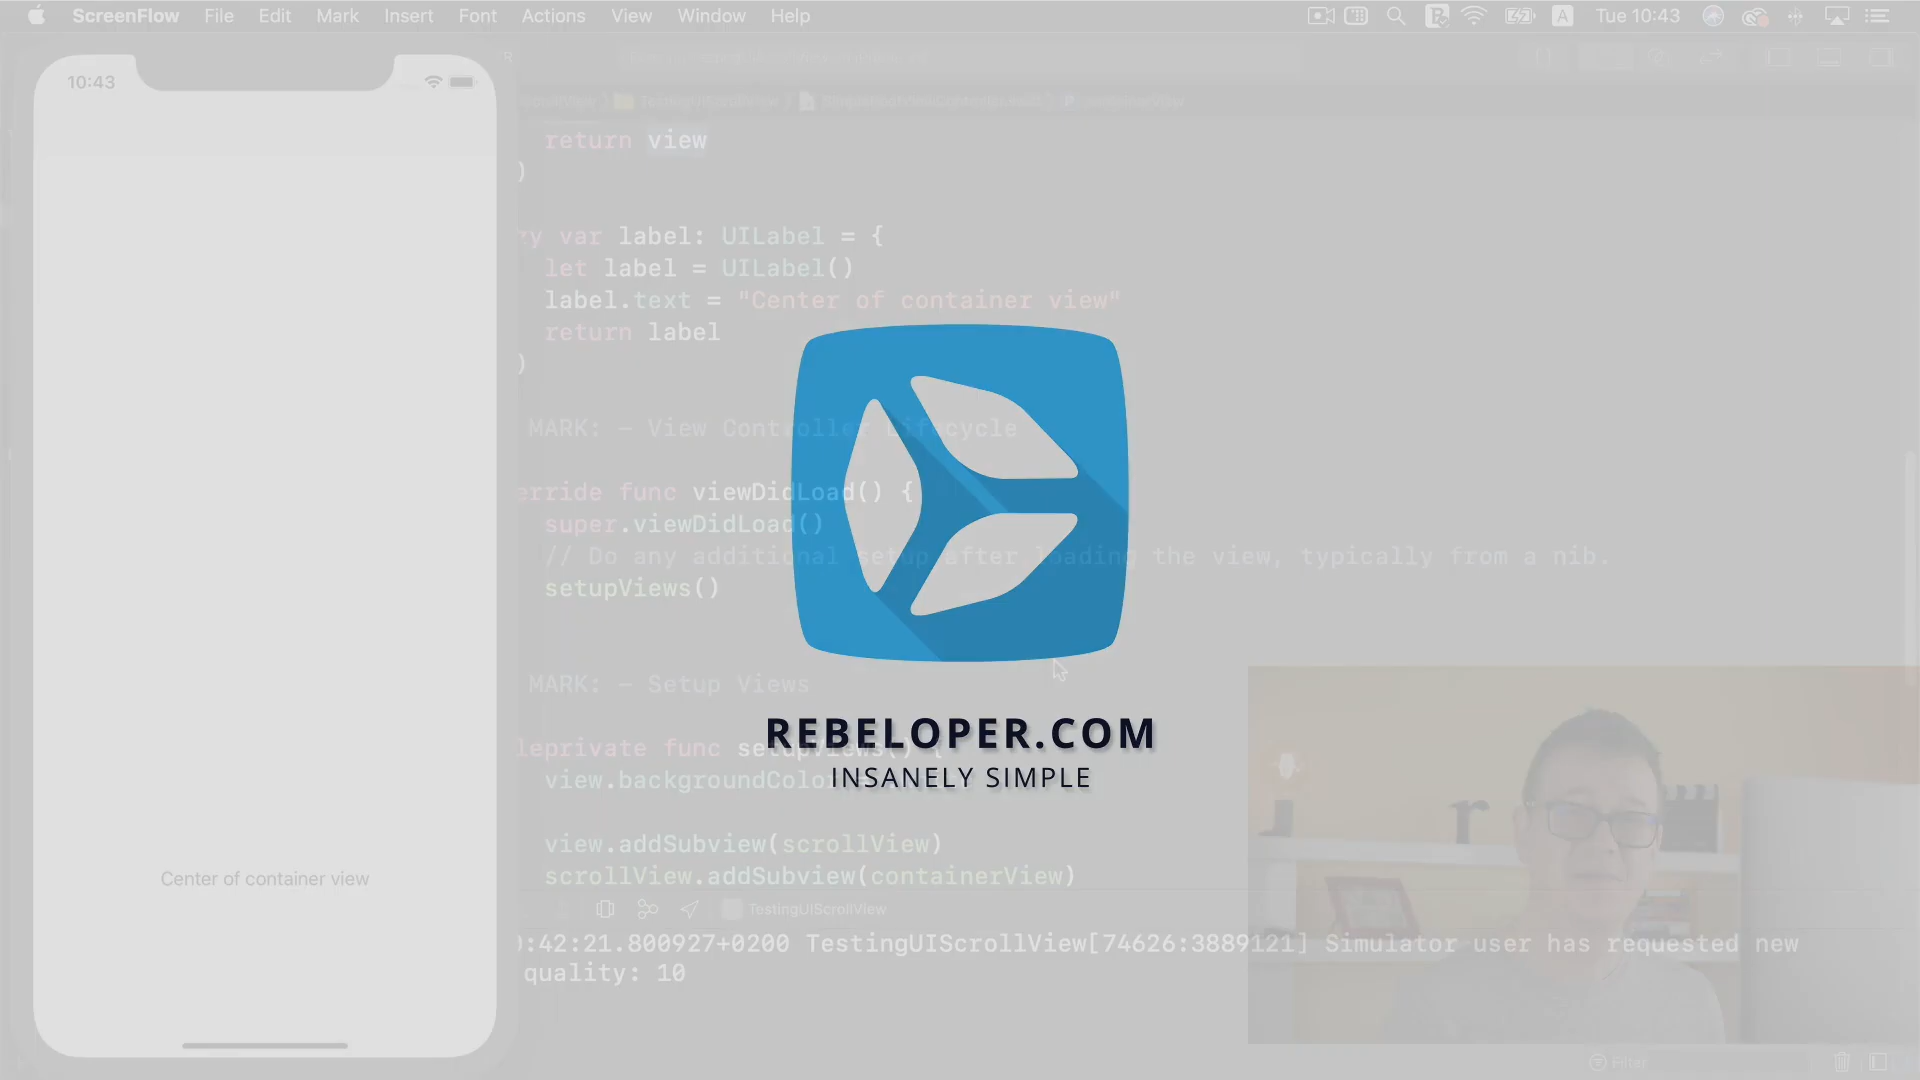 ScreenFlow File Edit Mark Insert Font Actions View Window Help
Tue 10:43
10:43
return view
}
ry var label: UILabel = {
let label = UILabel()
label.text = "Center of container view"
return label
}
MARK: - View Controller Lifecycle
erride func viewDidLoad() {
super.viewDidLoad()
// Do any additional setup after loading the view, typically from a nib.
setupViews()
MARK: - Setup Views
REBELOPER.COM
leprivate func setupViews() {
INSANELY SIMPLE
view.backgroundColor
view.addSubview(scrollView)
scrollView.addSubview(containerView)
Center of container view
TestingUIScrollView
:42:21.800927+0200 TestingUIScrollView[74626:3889121] Simulator user has requested new
quality: 10
Filter